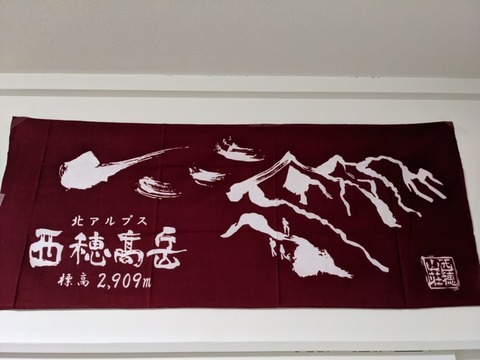 北アルプス
西穂高岳
標高 2,909m
西穂
山荘